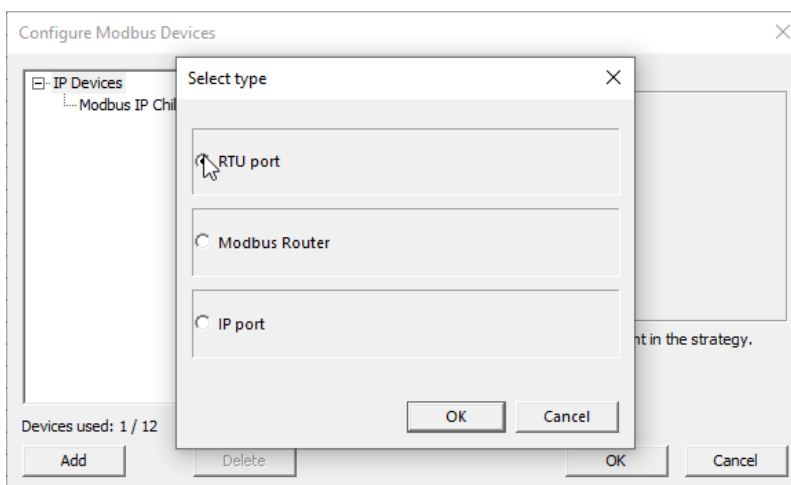 Configure Modbus Devices
Select type
IP Devices
Modbus IP Chil
RTU port
Modbus Router
IP port
nt in the strategy.
OK
Cancel
Devices used: 1 / 12
Add
Delete
OK
Cancel